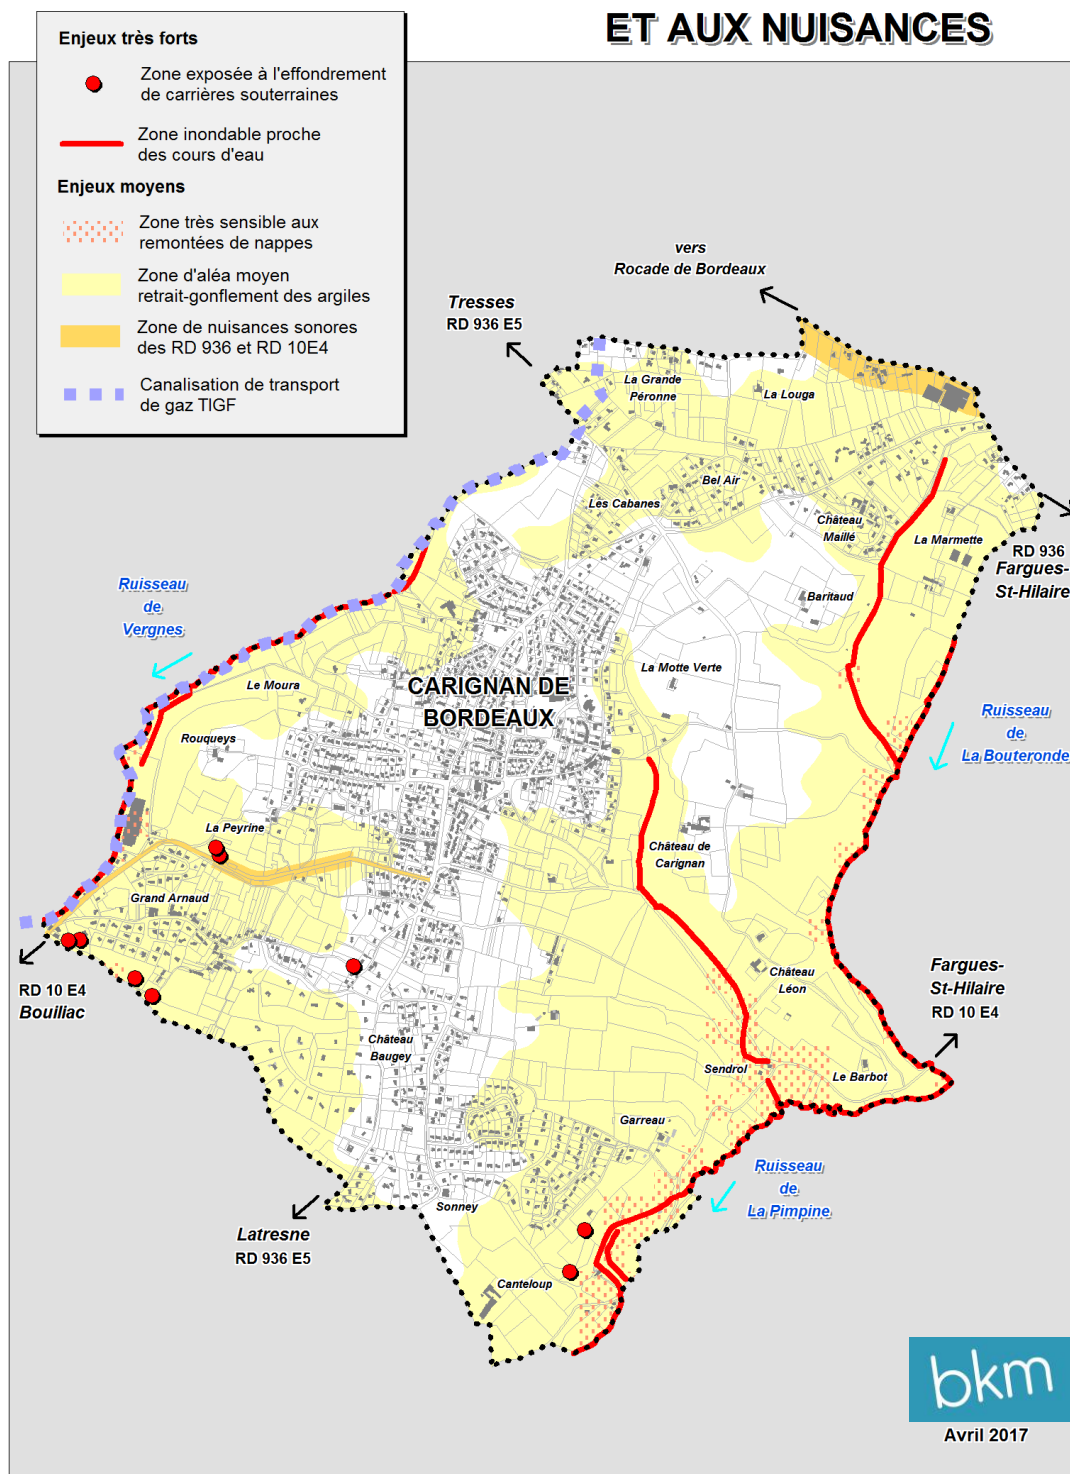 ET AUX NUISANCES
Enjeux très forts
Zone exposée à l'effondrement
de carrières souterraines
Zone inondable proche
des cours d'eau
Enjeux moyens
Zone très sensible aux
remontées de nappes
Zone d'aléa moyen
retrait-gonflement des argiles
Zone de nuisances sonores
des RD 936 et RD 10E4
Canalisation de transport
de gaz TIGF
vers
Rocade de Bordeaux
Tresses
RD 936 E5
La Grande
Péronne
La Louga
Bel Air
Les Cabanes
Château
Maillé
La Marmette
RD 936
Fargues-
St-Hilaire
Baritaud
Ruisseau
de
Vergnes
La Motte Verte
Le Moura
CARIGNAN DE
BORDEAUX
Rouqueys
Ruisseau
de
La Bouteronde
La Peyrine
Château de
Carignan
Grand Arnaud
Château
Léon
Fargues-
St-Hilaire
RD 10 E4
RD 10 E4
Bouiliac
Château
Baugey
Sendrol
Le Barbot
Garreau
Ruisseau
de
La Pimpine
Sonney
Latresne
RD 936 E5
Canteloup
bkm
Avril 2017